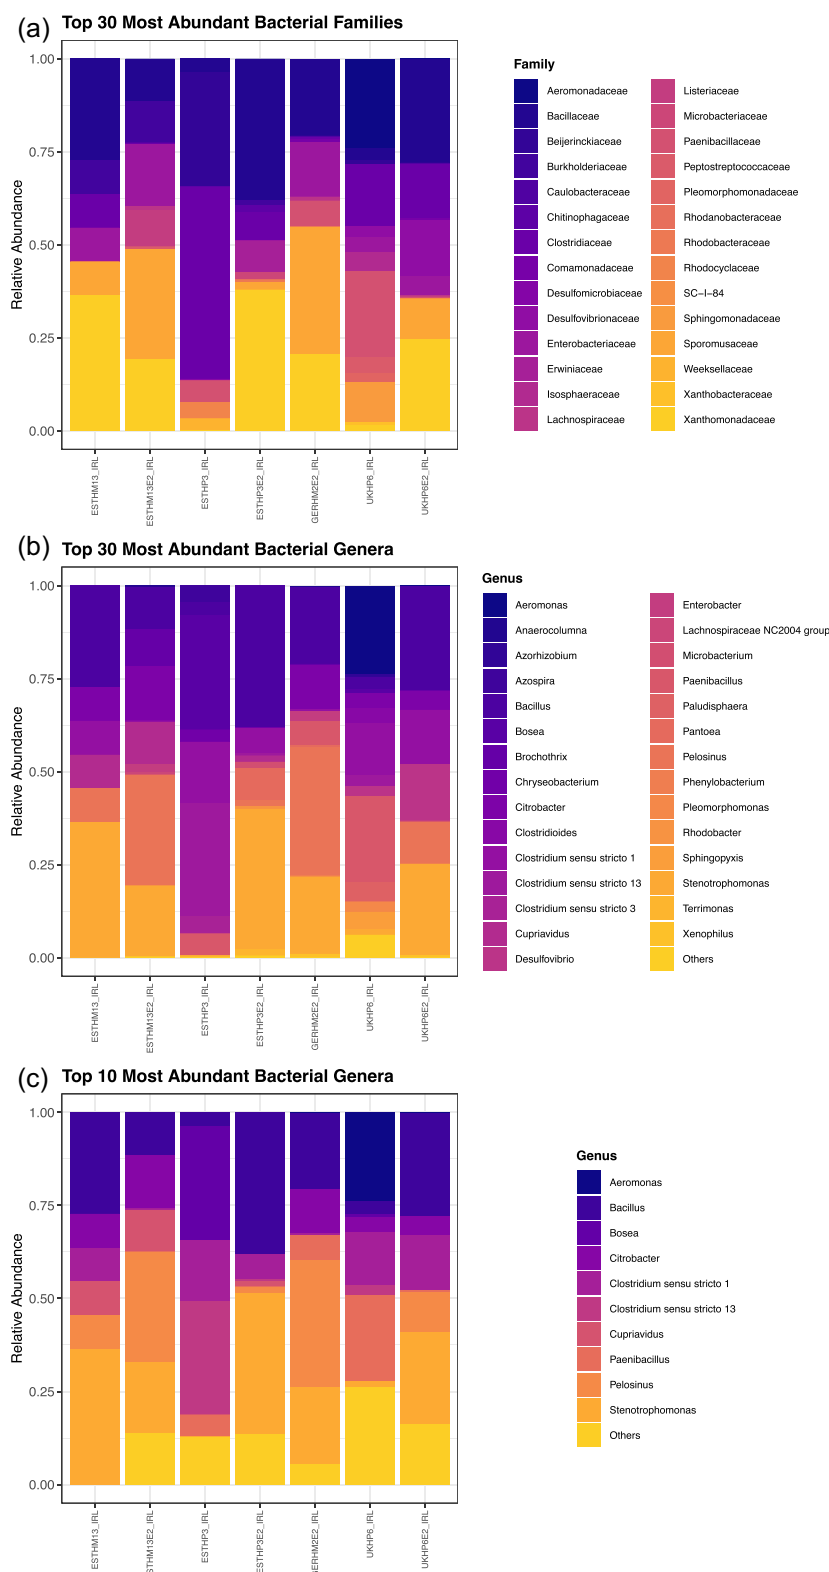 (a) Top 30 Most Abundant Bacterial Families
Relative Abundance
1.00
0.75
0.50
0.25
0.00
ESTHM13_IRL
ESTHM13E2_IRL
ESTHP3_IRL
ESTHP3E2_IRL
GERHM2E2_IRL
UKHP6_IRL
UKHP6E2_IRL
Family
Aeromonadaceae
Bacillaceae
Beijerinckiaceae
Burkholderiaceae
Caulobacteraceae
Chitinophagaceae
Clostridiaceae
Comamonadaceae
Desulfomicrobiaceae
Desulfovibrionaceae
Enterobacteriaceae
Erwiniaceae
Isosphaeraceae
Lachnospiraceae
Listeriaceae
Microbacteriaceae
Paenibacillaceae
Peptostreptococcaceae
Pleomorphomonadaceae
Rhodanobacteraceae
Rhodobacteraceae
Rhodocyclaceae
SC−I−84
Sphingomonadaceae
Sporomusaceae
Weeksellaceae
Xanthobacteraceae
Xanthomonadaceae
(b) Top 30 Most Abundant Bacterial Genera
Relative Abundance
1.00
0.75
0.50
0.25
0.00
ESTHM13_IRL
ESTHM13E2_IRL
ESTHP3_IRL
ESTHP3E2_IRL
GERHM2E2_IRL
UKHP6_IRL
UKHP6E2_IRL
Genus
Aeromonas
Anaerocolumna
Azorhizobium
Azospira
Bacillus
Bosea
Brochothrix
Chryseobacterium
Citrobacter
Clostridioides
Clostridium sensu stricto 1
Clostridium sensu stricto 13
Clostridium sensu stricto 3
Cupriavidus
Desulfovibrio
Enterobacter
Lachnospiraceae NC2004 group
Microbacterium
Paenibacillus
Paludisphaera
Pantoea
Pelosinus
Phenylobacterium
Pleomorphomonas
Rhodobacter
Sphingopyxis
Stenotrophomonas
Terrimonas
Xenophilus
Others
(c) Top 10 Most Abundant Bacterial Genera
Relative Abundance
1.00
0.75
0.50
0.25
0.00
ESTHM13_IRL
ESTHM13E2_IRL
ESTHP3_IRL
ESTHP3E2_IRL
GERHM2E2_IRL
UKHP6_IRL
UKHP6E2_IRL
Genus
Aeromonas
Bacillus
Bosea
Citrobacter
Clostridium sensu stricto 1
Clostridium sensu stricto 13
Cupriavidus
Paenibacillus
Pelosinus
Stenotrophomonas
Others